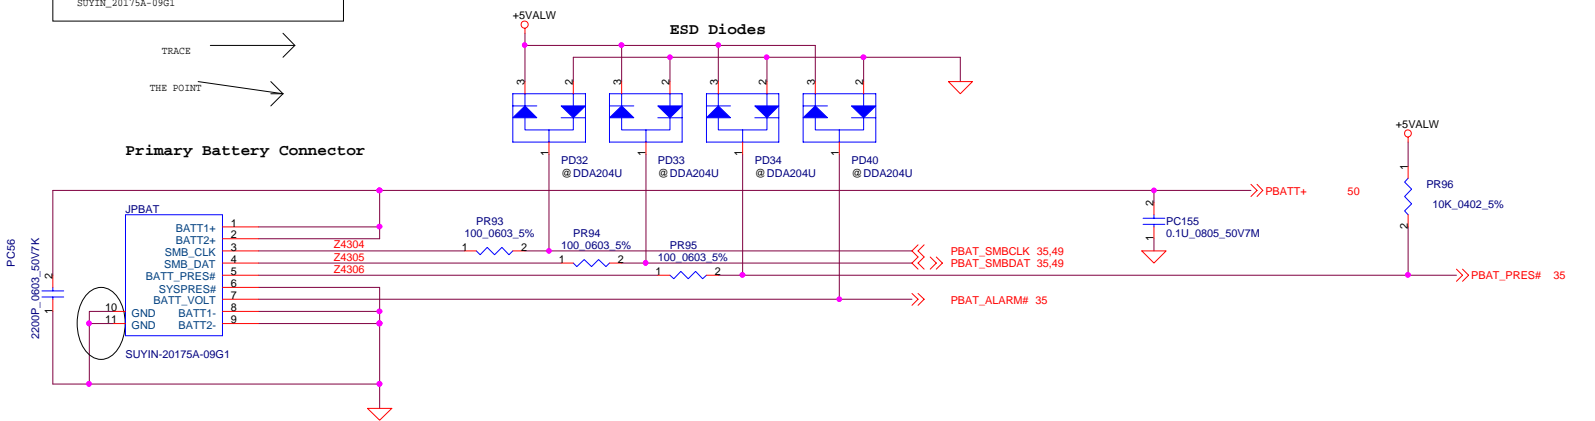 SUYIN_20175A-09G1
TRACE
THE POINT
Primary Battery Connector
+5VALW
ESD Diodes
3 2 3 2 3 2 3 2
1 1 1 1
PD32
@DDA204U
PD33
@DDA204U
PD34
@DDA204U
PD40
@DDA204U
+5VALW
1
PR96
10K_0402_5%
2
PBATT+ 50
2
PC155
0.1U_0805_50V7M
1
JPBAT
BATT1+ 1
BATT2+ 2
SMB_CLK 3
SMB_DAT 4
BATT_PRES# 5
SYSPRES# 6
BATT_VOLT 7
10 GND BATT1- 8
11 GND BATT2- 9
SUYIN-20175A-09G1
PC56
2200P_0603_50V7K
2
1
Z4304
Z4305
Z4306
PR93
100_0603_5%
1 2
PR94
100_0603_5%
1 2
PR95
100_0603_5%
1 2
PBAT_SMBCLK 35,49
PBAT_SMBDAT 35,49
PBAT_PRES# 35
PBAT_ALARM# 35